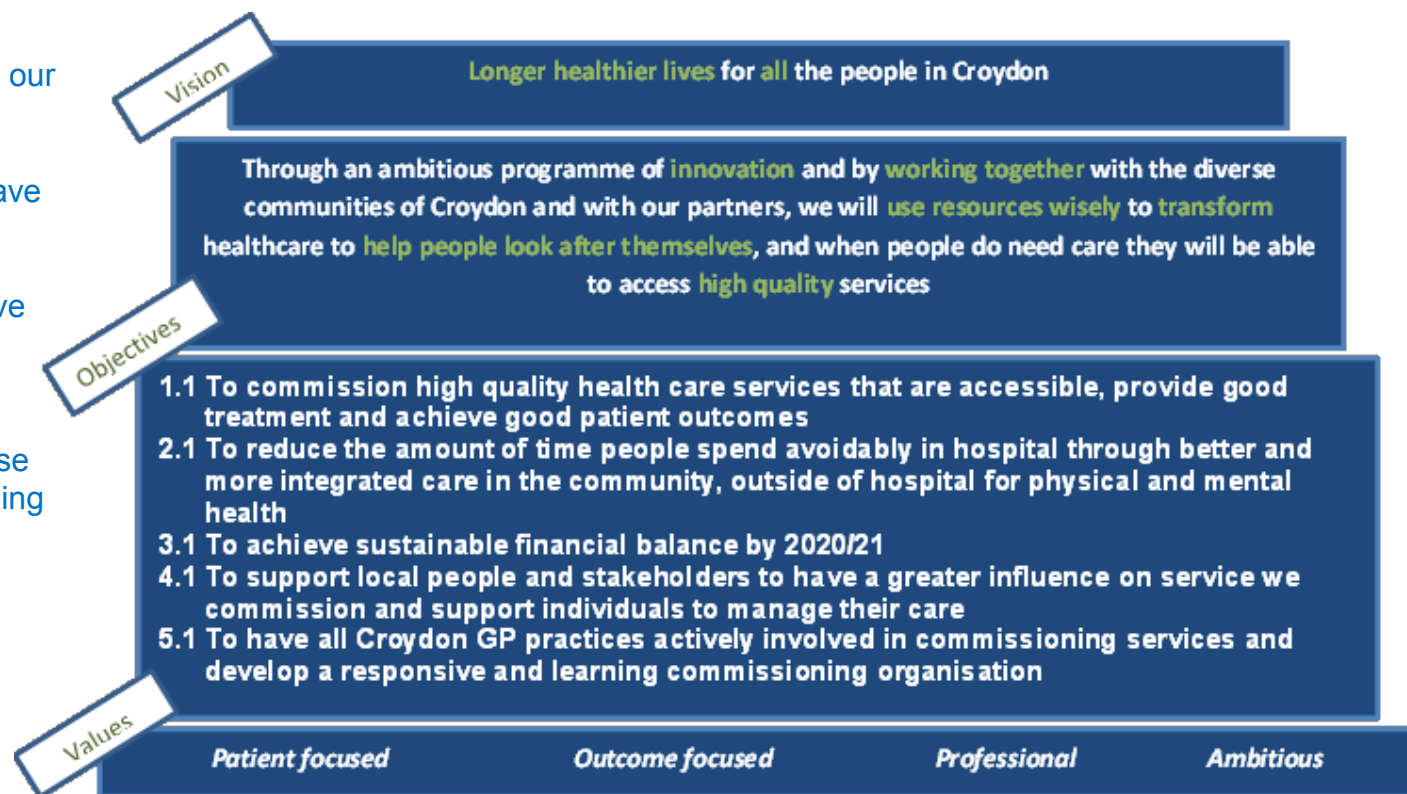 our
ave
ve
se
ing
Vision
Longer healthier lives for all the people in Croydon
Through an ambitious programme of innovation and by working together with the diverse
communities of Croydon and with our partners, we will use resources wisely to transform
healthcare to help people look after themselves, and when people do need care they will be able
to access high quality services
Objectives
1.1 To commission high quality health care services that are accessible, provide good
treatment and achieve good patient outcomes
2.1 To reduce the amount of time people spend avoidably in hospital through better and
more integrated care in the community, outside of hospital for physical and mental
health
3.1 To achieve sustainable financial balance by 2020/21
4.1 To support local people and stakeholders to have a greater influence on service we
commission and support individuals to manage their care
5.1 To have all Croydon GP practices actively involved in commissioning services and
develop a responsive and learning commissioning organisation
Values
Patient focused Outcome focused Professional Ambitious